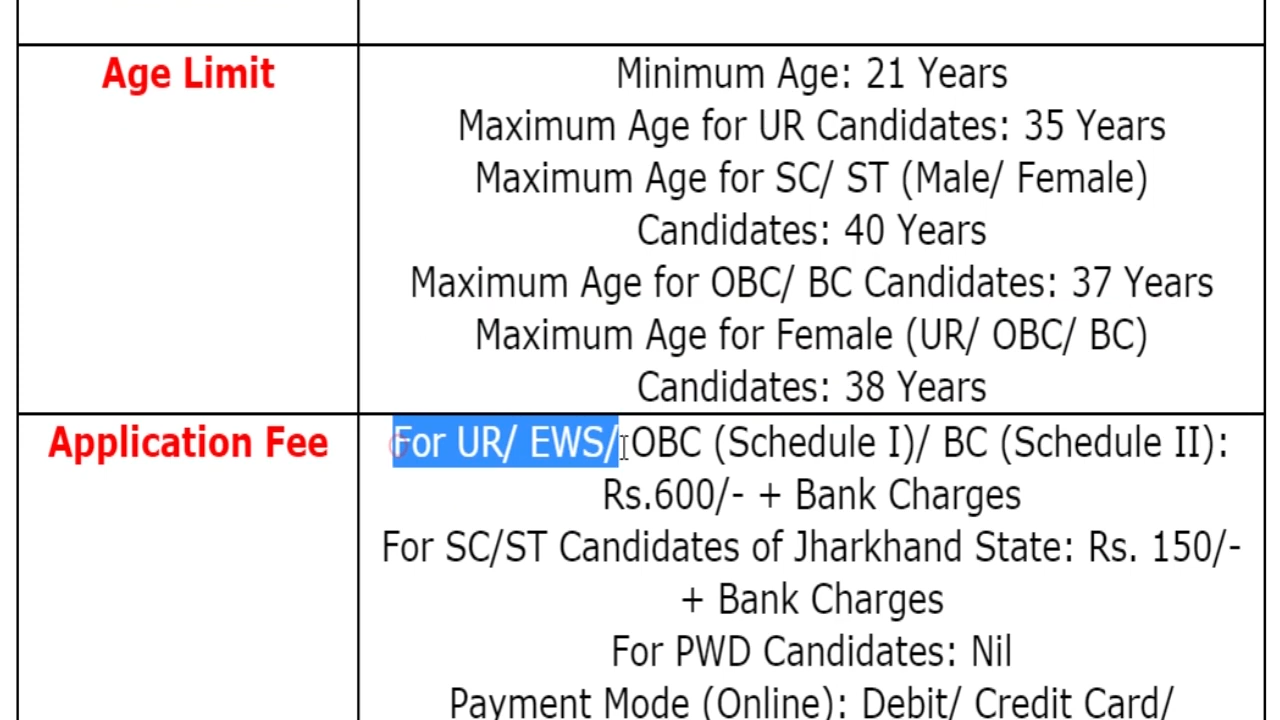 Age Limit
Minimum Age: 21 Years
Maximum Age for UR Candidates: 35 Years
Maximum Age for SC/ ST (Male/ Female)
Candidates: 40 Years
Maximum Age for OBC/ BC Candidates: 37 Years
Maximum Age for Female (UR/ OBC/ BC)
Candidates: 38 Years
Application Fee
For UR/ EWS/ OBC (Schedule I)/ BC (Schedule II):
Rs.600/- + Bank Charges
For SC/ST Candidates of Jharkhand State: Rs. 150/-
+ Bank Charges
For PWD Candidates: Nil
Payment Mode (Online): Debit/ Credit Card/